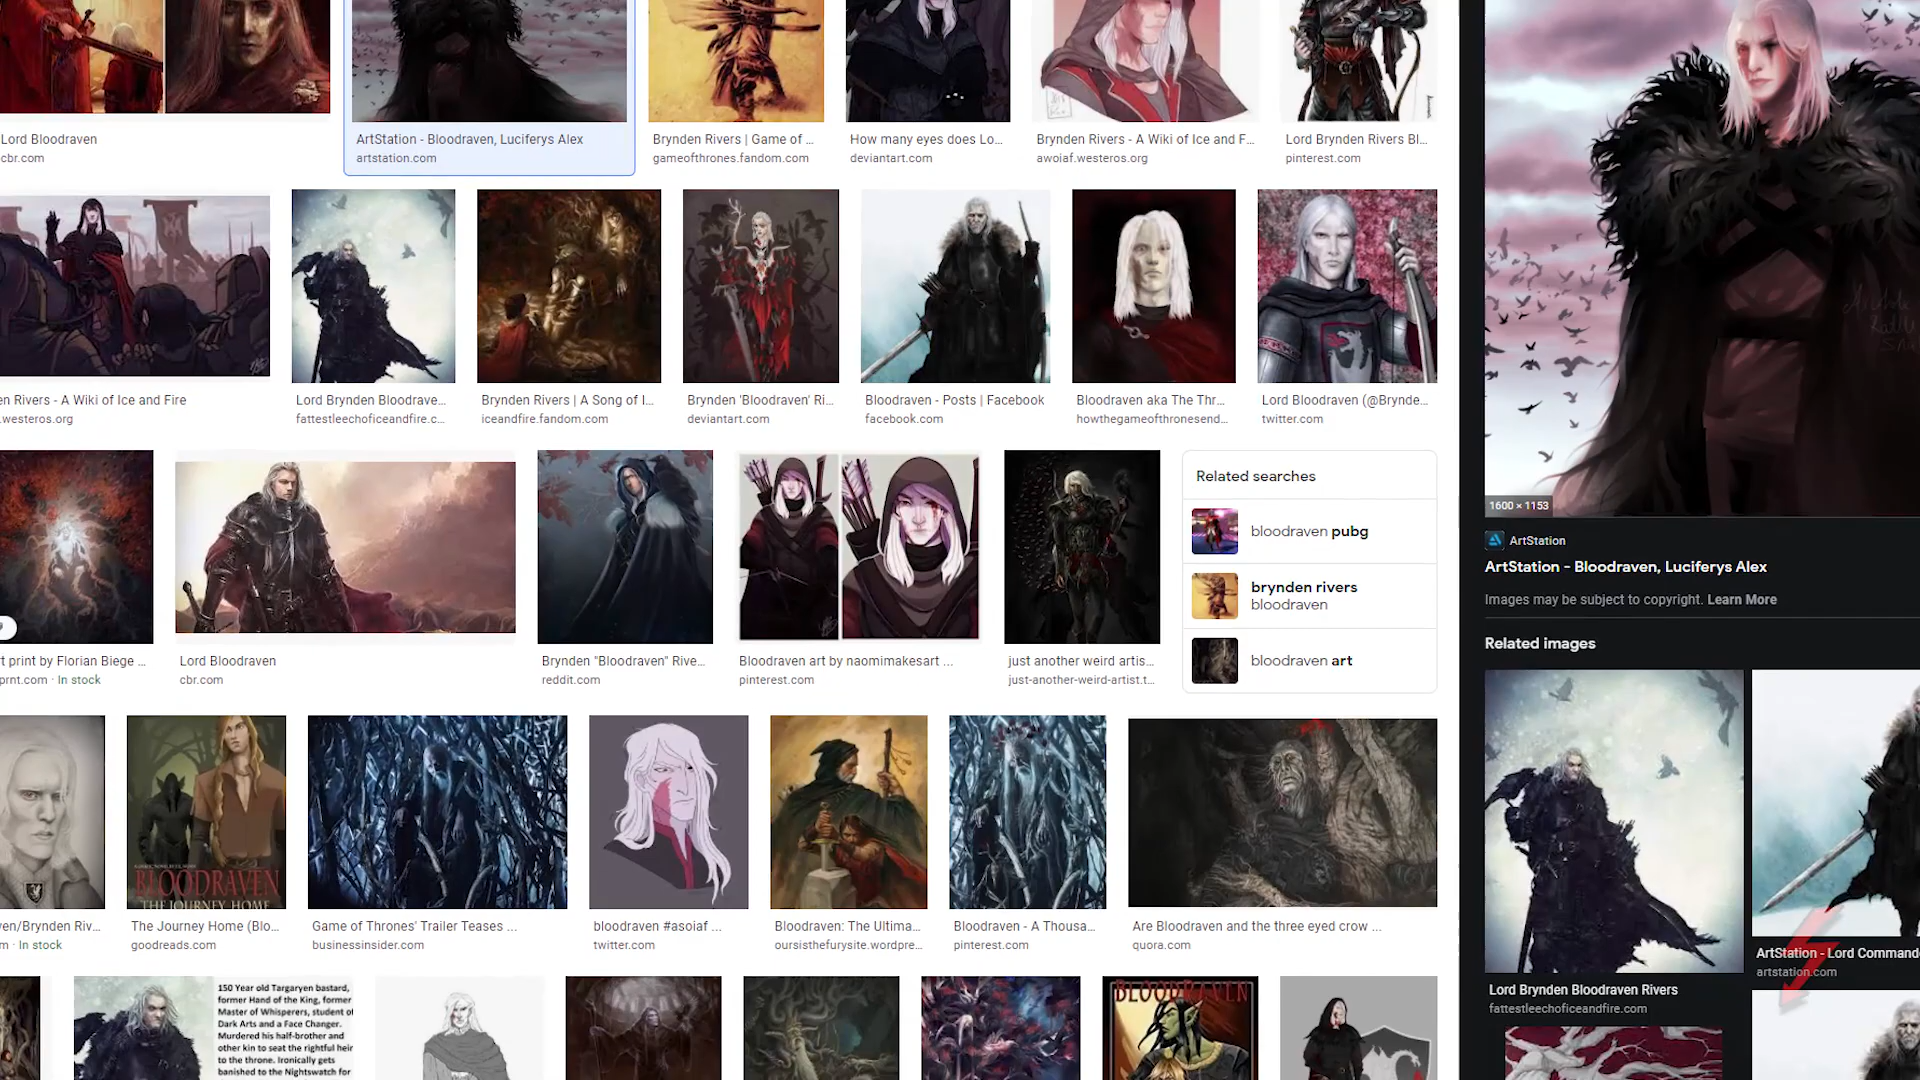 Lord Bloodraven
cbr.com
ArtStation - Bloodraven, Luciferys Alex
artstation.com
Brynden Rivers | Game of ...
gameofthrones.fandom.com
How many eyes does Lo...
deviantart.com
Brynden Rivers - A Wiki of Ice and F...
awoiaf.westeros.org
Lord Brynden Rivers Bl...
pinterest.com
en Rivers - A Wiki of Ice and Fire
.westeros.org
Lord Brynden Bloodrave...
fattestleechoficeandfire.c...
Brynden Rivers | A Song of I...
iceandfire.fandom.com
Brynden 'Bloodraven' Ri...
deviantart.com
Bloodraven - Posts | Facebook
facebook.com
Bloodraven aka The Thr...
howthegameofthronesend...
Lord Bloodraven (@Brynde...
twitter.com
t print by Florian Biege ...
prnt.com · In stock
Lord Bloodraven
cbr.com
Brynden "Bloodraven" Rive...
reddit.com
Bloodraven art by naomimakesart ...
pinterest.com
just another weird artis...
just-another-weird-artist.t...
Related searches
bloodraven pubg
brynden rivers
bloodraven
bloodraven art
ven/Brynden Riv...
m · In stock
BLOODRAVEN
THE JOURNEY HOME
The Journey Home (Blo...
goodreads.com
Game of Thrones' Trailer Teases ...
businessinsider.com
bloodraven #asoiaf ...
twitter.com
Bloodraven: The Ultima...
oursisthefurysite.wordpre...
Bloodraven - A Thousa...
pinterest.com
Are Bloodraven and the three eyed crow ...
quora.com
150 Year old Targaryen bastard,
former Hand of the King, former
Master of Whisperers, student of
Dark Arts and a Face Changer.
Murdered his half-brother and
other kin to seat the rightful heir
to the throne. Ironically gets
banished to the Nightswatch for
BLOODRAVEN
1600 × 1153
ArtStation
ArtStation - Bloodraven, Luciferys Alex
Images may be subject to copyright. Learn More
Related images
Lord Brynden Bloodraven Rivers
fattestleechoficeandfire.com
ArtStation - Lord Commande
artstation.com